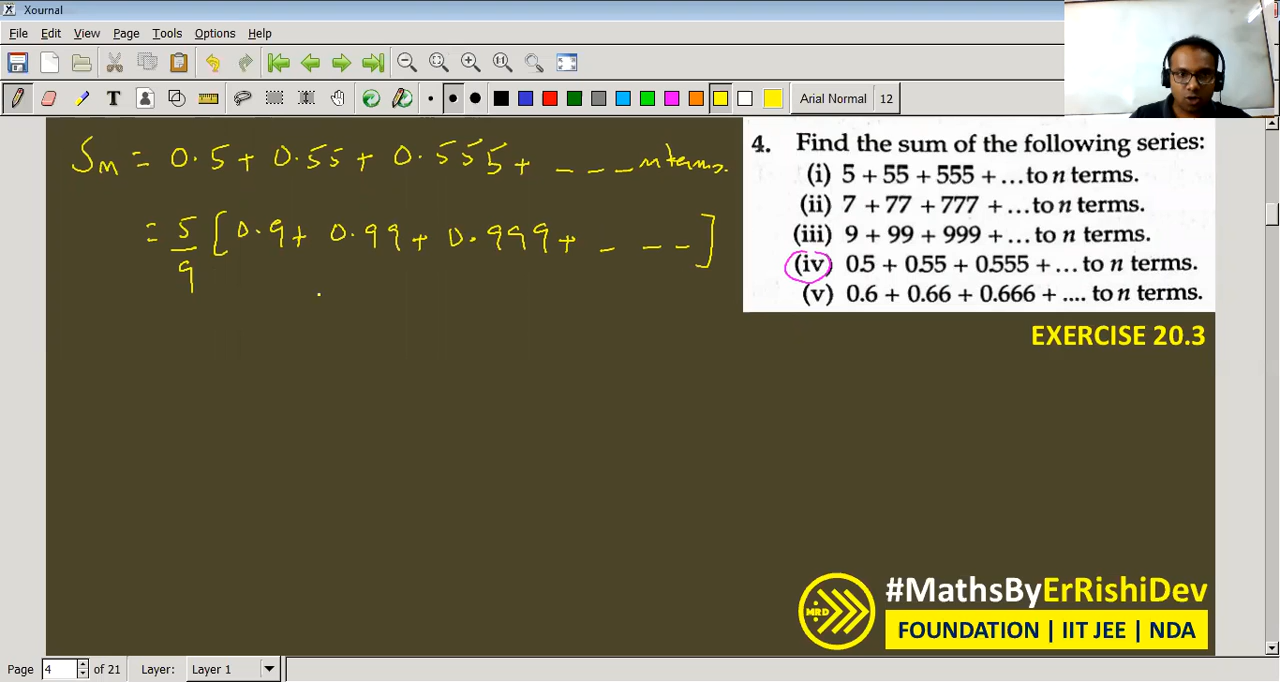 Xournal
File Edit View Page Tools Options Help
Arial Normal 12
Sn = 0.5 + 0.55 + 0.555 + _ _ _ n terms.
= 5/9 [0.9 + 0.99 + 0.999 + _ _ _]
4. Find the sum of the following series:
(i) 5 + 55 + 555 + ... to n terms.
(ii) 7 + 77 + 777 + ... to n terms.
(iii) 9 + 99 + 999 + ... to n terms.
(iv) 0.5 + 0.55 + 0.555 + ... to n terms.
(v) 0.6 + 0.66 + 0.666 + .... to n terms.
EXERCISE 20.3
MRD
#MathsByErRishiDev
FOUNDATION | IIT JEE | NDA
Page 4 of 21 Layer: Layer 1